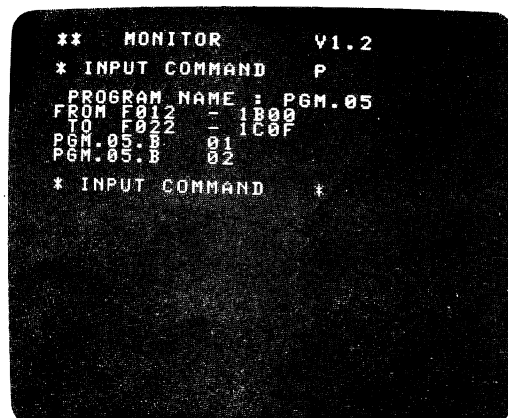 ** MONITOR V1.2
* INPUT COMMAND P
PROGRAM NAME : PGM.05
FROM F012 - 1B00
TO F022 - 1C0F
PGM.05.B 01
PGM.05.B 02
* INPUT COMMAND *